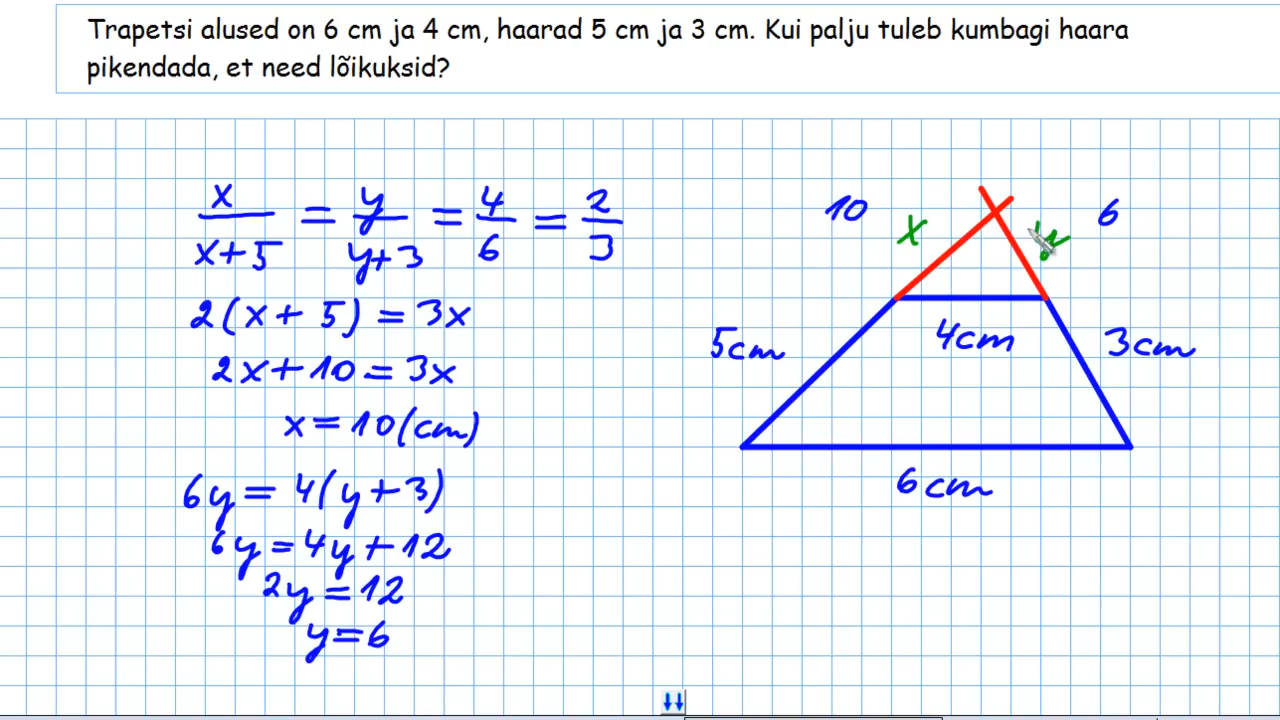 Trapetsi alused on 6 cm ja 4 cm, haarad 5 cm ja 3 cm. Kui palju tuleb kumbagi haara
pikendada, et need lõikuksid?
x/(x+5) = y/(y+3) = 4/6 = 2/3
2(x+5) = 3x
2x+10 = 3x
x = 10 (cm)
6y = 4(y+3)
6y = 4y+12
2y = 12
y = 6
10
x
y
6
5cm
4cm
3cm
6cm